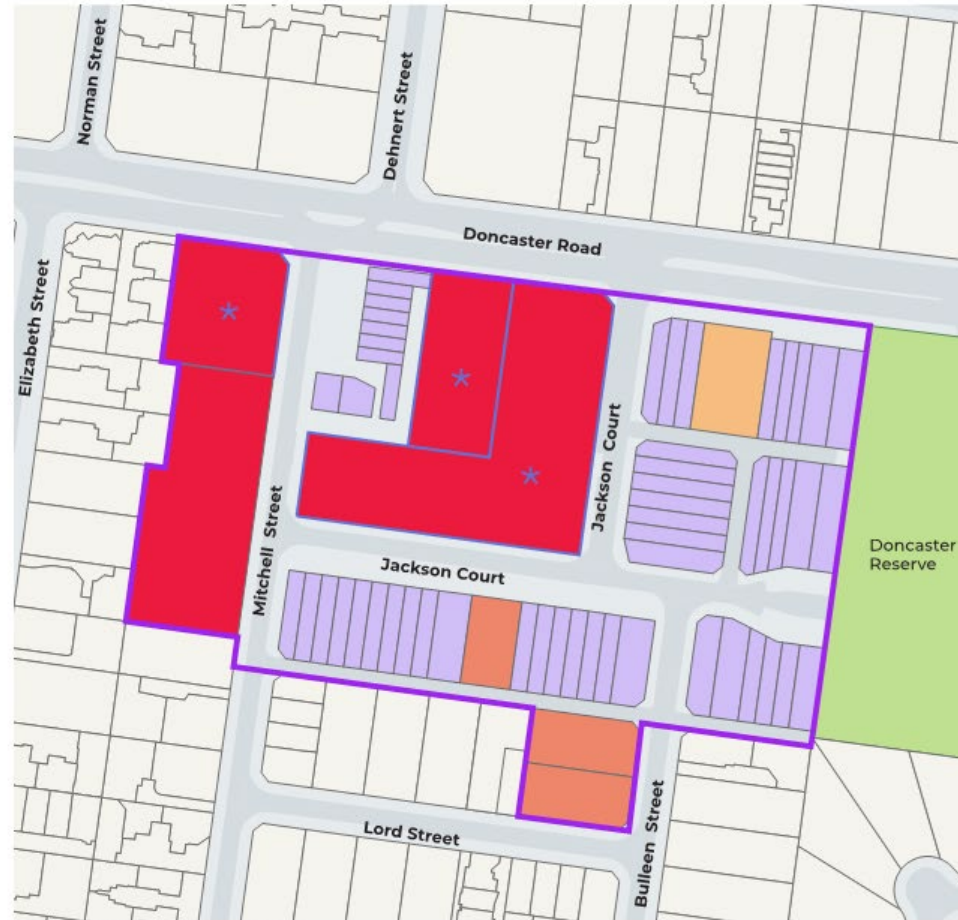 Norman Street
Dehnert Street
Doncaster Road
Elizabeth Street
*
*
*
Jackson Court
Mitchell Street
Doncaster
Reserve
Jackson Court
Lord Street
Bulleen Street